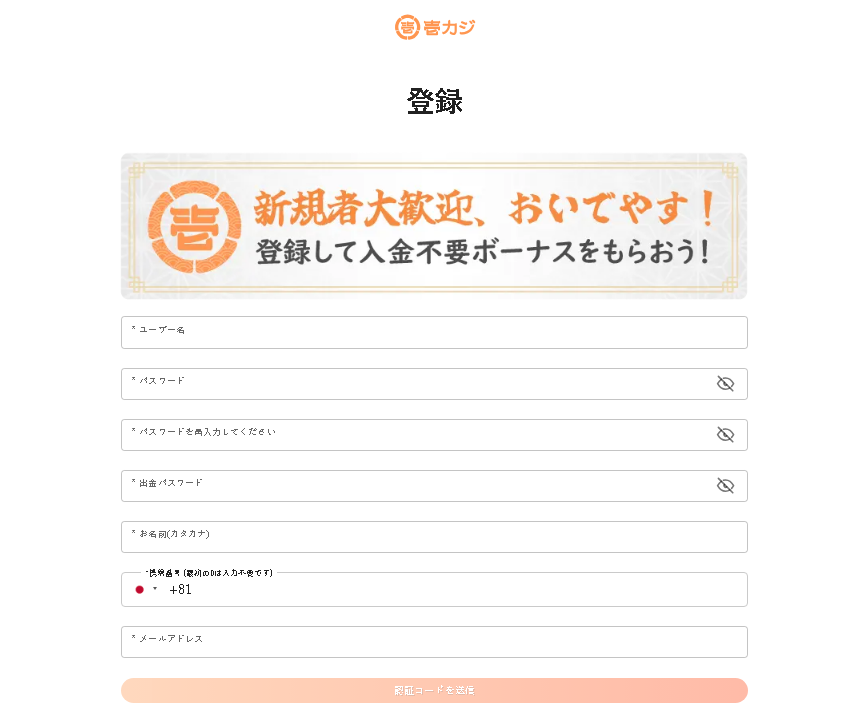 壱 壱カジ
登録
壱
新規者大歓迎、おいでやす！
登録して入金不要ボーナスをもらおう！
* ユーザー名
* パスワード
* パスワードを再入力してください
* 出金パスワード
* お名前(カタカナ)
*携帯番号 (最初の0は入力不要です)
+81
* メールアドレス
認証コードを送信